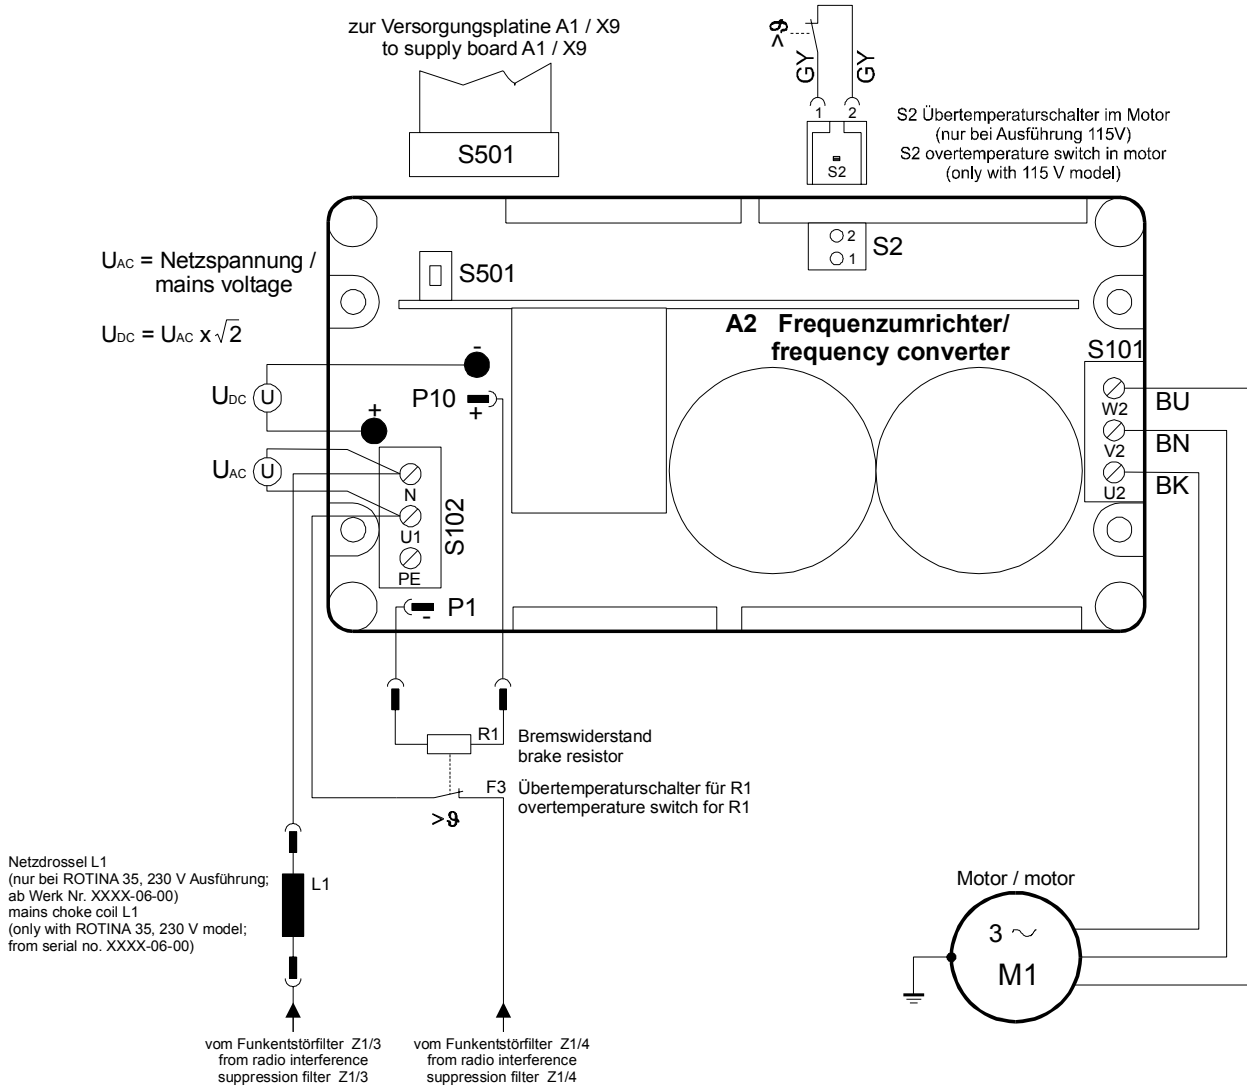 zur Versorgungsplatine A1 / X9
to supply board A1 / X9
S501
>ϑ
GY
GY
1 2
S2
S2 Übertemperaturschalter im Motor
(nur bei Ausführung 115V)
S2 overtemperature switch in motor
(only with 115 V model)
2
1
S2
S501
UAC = Netzspannung /
mains voltage
UDC = UAC x √2
A2 Frequenzumrichter/
frequency converter
S101
-
UDC U
P10
+
+
UAC U
N
U1
PE
S102
W2
V2
U2
BU
BN
BK
P1
-
R1 Bremswiderstand
brake resistor
F3 Übertemperaturschalter für R1
overtemperature switch for R1
>ϑ
Netzdrossel L1
(nur bei ROTINA 35, 230 V Ausführung;
ab Werk Nr. XXXX-06-00)
mains choke coil L1
(only with ROTINA 35, 230 V model;
from serial no. XXXX-06-00)
L1
Motor / motor
3 ~
M1
vom Funkentstörfilter Z1/3
from radio interference
suppression filter Z1/3
vom Funkentstörfilter Z1/4
from radio interference
suppression filter Z1/4